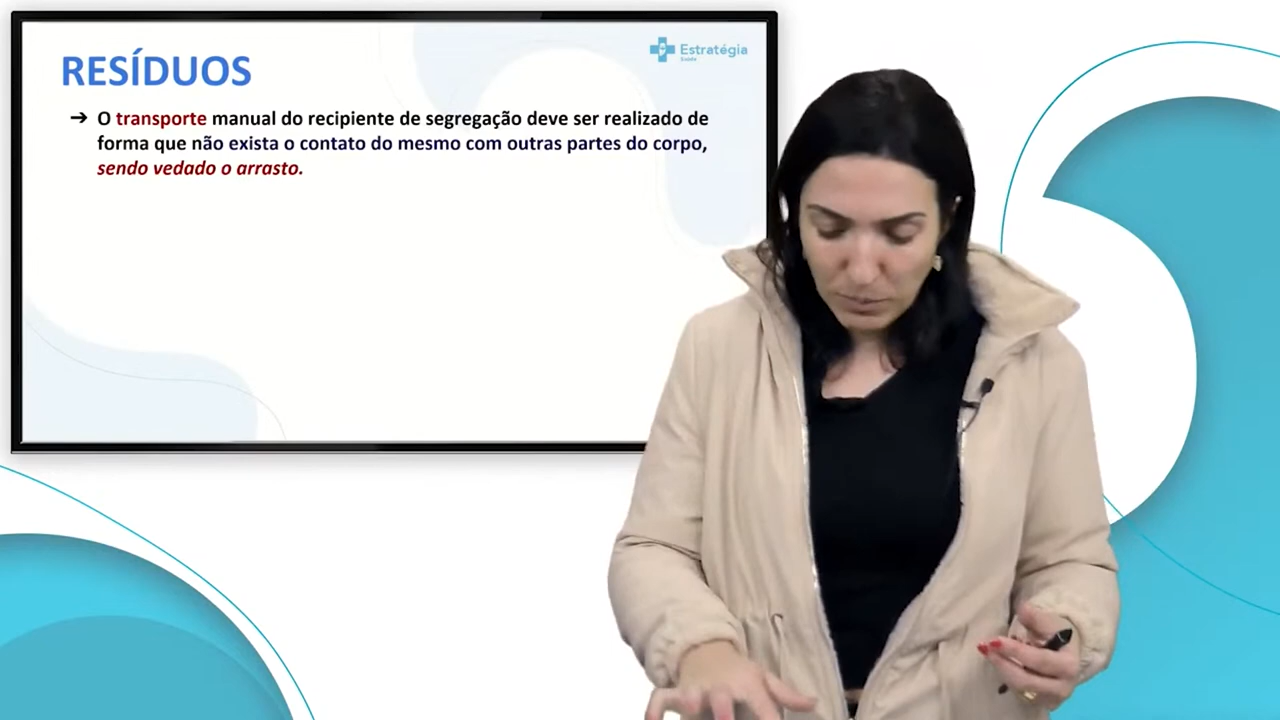 RESÍDUOS
Estratégia
Saúde
➔ O transporte manual do recipiente de segregação deve ser realizado de
forma que não exista o contato do mesmo com outras partes do corpo,
sendo vedado o arrasto.